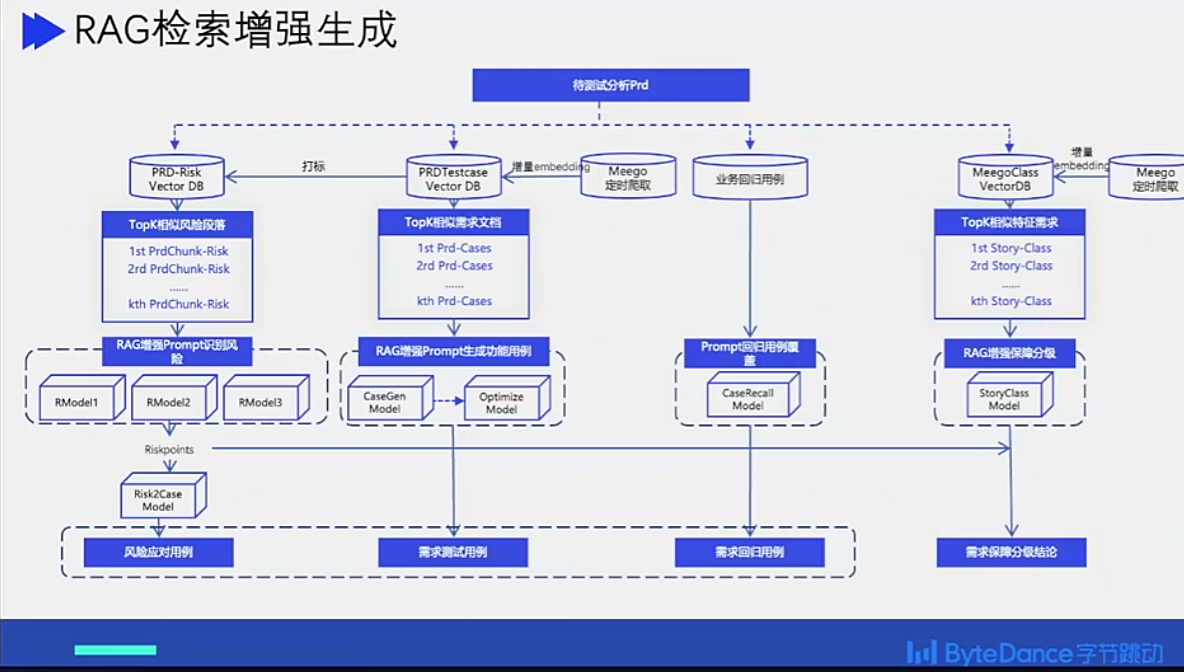 RAG检索增强生成
待测试分析Prd
PRD-Risk
Vector DB
打标
PRDTestcase
Vector DB
增量embedding
Meego
定时爬取
业务回归用例
MeegoClass
VectorDB
增量
embedding
Meego
定时爬取
TopK相似风险段落
1st PrdChunk-Risk
2rd PrdChunk-Risk
......
kth PrdChunk-Risk
TopK相似需求文档
1st Prd-Cases
2rd Prd-Cases
......
kth Prd-Cases
TopK相似特征需求
1st Story-Class
2rd Story-Class
......
kth Story-Class
RAG增强Prompt识别风
险
RModel1
RModel2
RModel3
RAG增强Prompt生成功能用例
CaseGen
Model
Optimize
Model
Prompt回归用例覆
盖
CaseRecall
Model
RAG增强保障分级
StoryClass
Model
Riskpoints
Risk2Case
Model
风险应对用例
需求测试用例
需求回归用例
需求保障分级结论
ByteDance字节跳动